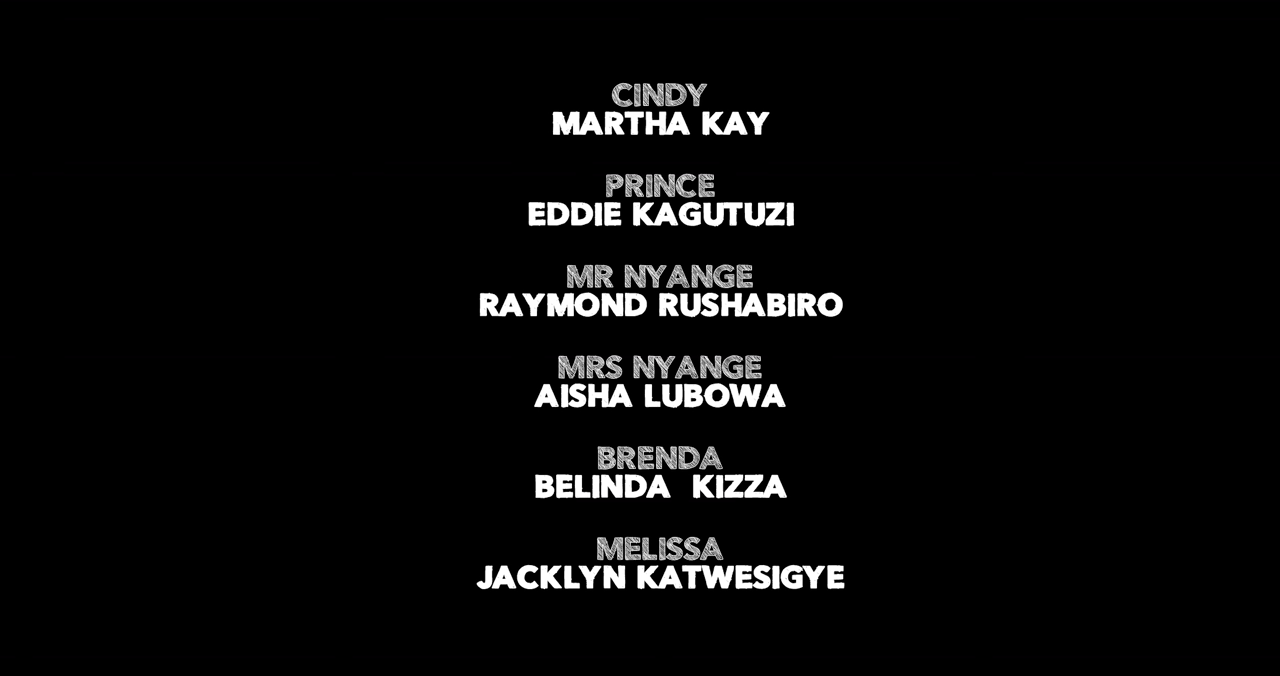 CINDY
MARTHA KAY
PRINCE
EDDIE KAGUTUZI
MR NYANGE
RAYMOND RUSHABIRO
MRS NYANGE
AISHA LUBOWA
BRENDA
BELINDA  KIZZA
MELISSA
JACKLYN KATWESIGYE